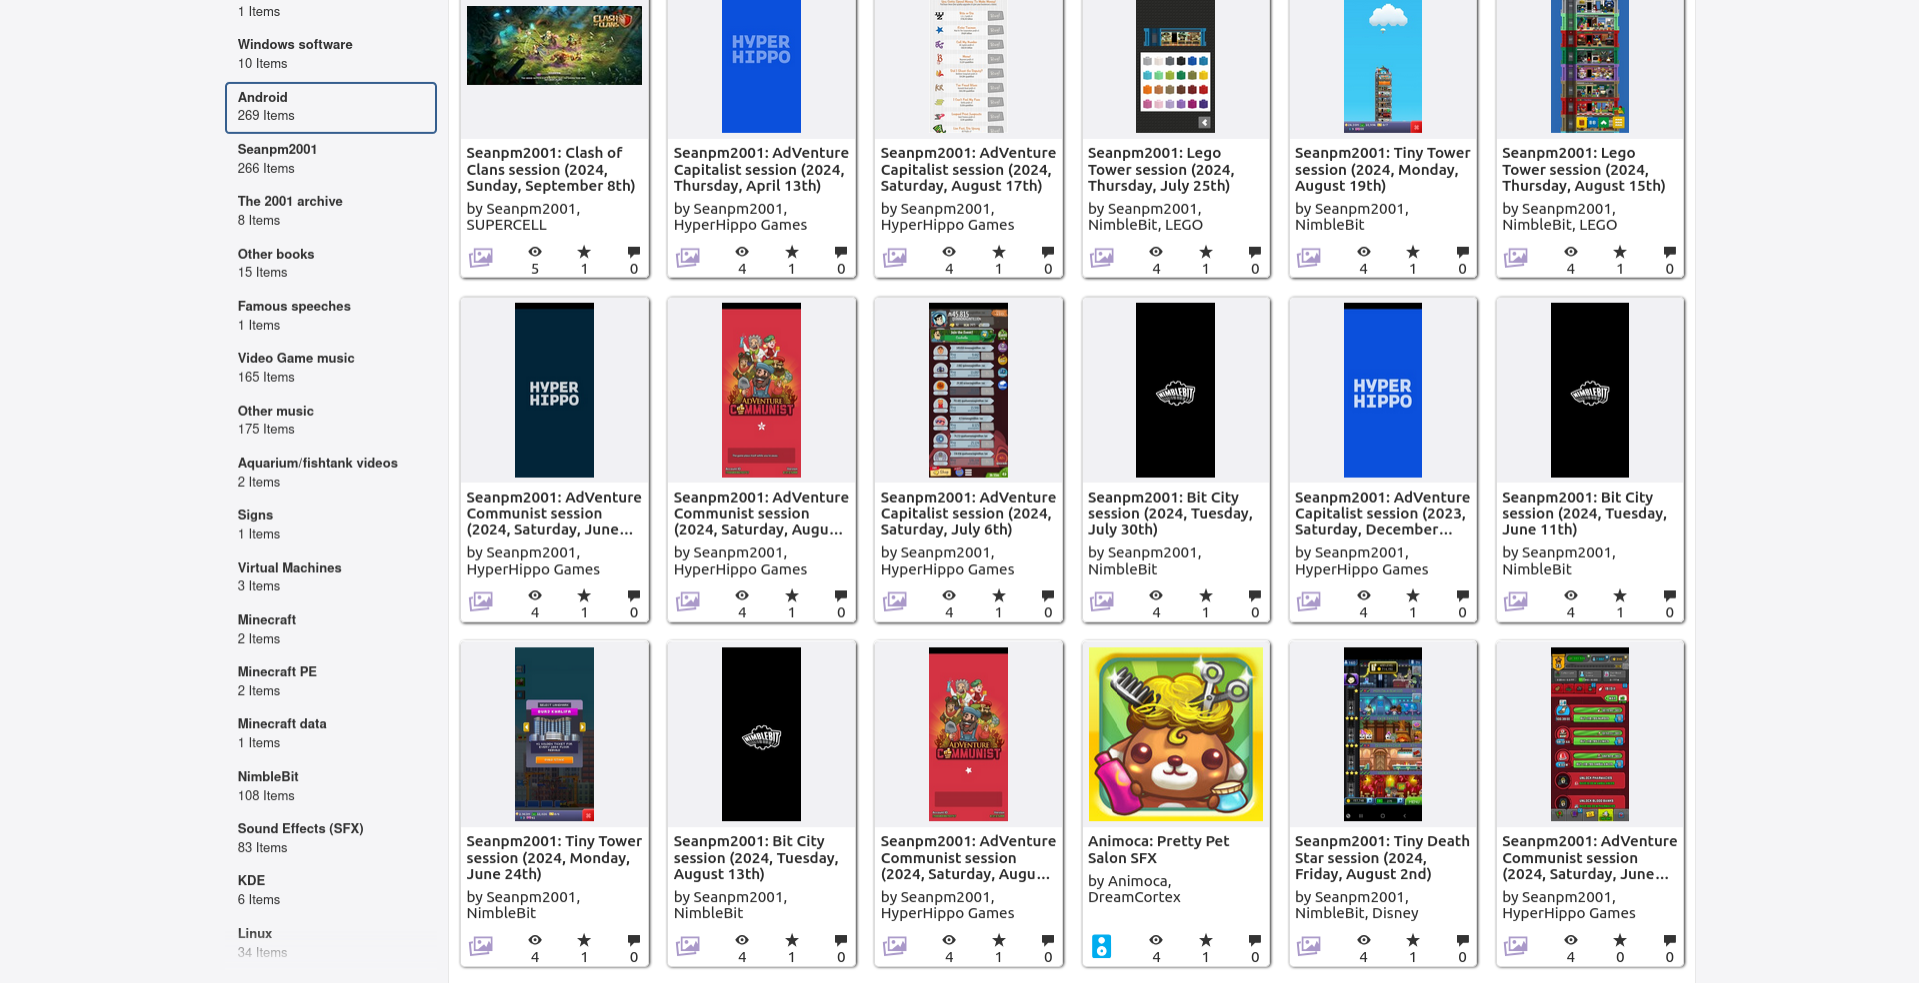 1 Items
Windows software
10 Items
Android
269 Items
Seanpm2001
266 Items
The 2001 archive
8 Items
Other books
15 Items
Famous speeches
1 Items
Video Game music
165 Items
Other music
175 Items
Aquarium/fishtank videos
2 Items
Signs
1 Items
Virtual Machines
3 Items
Minecraft
2 Items
Minecraft PE
2 Items
Minecraft data
1 Items
NimbleBit
108 Items
Sound Effects (SFX)
83 Items
KDE
6 Items
Linux
34 Items
CLASH OF CLANS
Seanpm2001: Clash of
Clans session (2024,
Sunday, September 8th)
by Seanpm2001,
SUPERCELL
5 1 0
HYPER
HIPPO
Seanpm2001: AdVenture
Capitalist session (2024,
Thursday, April 13th)
by Seanpm2001,
HyperHippo Games
4 1 0
Seanpm2001: AdVenture
Capitalist session (2024,
Saturday, August 17th)
by Seanpm2001,
HyperHippo Games
4 1 0
Seanpm2001: Lego
Tower session (2024,
Thursday, July 25th)
by Seanpm2001,
NimbleBit, LEGO
4 1 0
Seanpm2001: Tiny Tower
session (2024, Monday,
August 19th)
by Seanpm2001,
NimbleBit
4 1 0
Seanpm2001: Lego
Tower session (2024,
Thursday, August 15th)
by Seanpm2001,
NimbleBit, LEGO
4 1 0
HYPER
HIPPO
Seanpm2001: AdVenture
Communist session
(2024, Saturday, June...
by Seanpm2001,
HyperHippo Games
4 1 0
ADVENTURE
COMMUNIST
Seanpm2001: AdVenture
Communist session
(2024, Saturday, Augu...
by Seanpm2001,
HyperHippo Games
4 1 0
Seanpm2001: AdVenture
Capitalist session (2024,
Saturday, July 6th)
by Seanpm2001,
HyperHippo Games
4 1 0
NIMBLEBIT
Seanpm2001: Bit City
session (2024, Tuesday,
July 30th)
by Seanpm2001,
NimbleBit
4 1 0
HYPER
HIPPO
Seanpm2001: AdVenture
Capitalist session (2023,
Saturday, December...
by Seanpm2001,
HyperHippo Games
4 1 0
NIMBLEBIT
Seanpm2001: Bit City
session (2024, Tuesday,
June 11th)
by Seanpm2001,
NimbleBit
4 1 0
Seanpm2001: Tiny Tower
session (2024, Monday,
June 24th)
by Seanpm2001,
NimbleBit
4 1 0
NIMBLEBIT
Seanpm2001: Bit City
session (2024, Tuesday,
August 13th)
by Seanpm2001,
NimbleBit
4 1 0
ADVENTURE
COMMUNIST
Seanpm2001: AdVenture
Communist session
(2024, Saturday, Augu...
by Seanpm2001,
HyperHippo Games
4 1 0
Animoca: Pretty Pet
Salon SFX
by Animoca,
DreamCortex
4 1 0
Seanpm2001: Tiny Death
Star session (2024,
Friday, August 2nd)
by Seanpm2001,
NimbleBit, Disney
4 1 0
Seanpm2001: AdVenture
Communist session
(2024, Saturday, June...
by Seanpm2001,
HyperHippo Games
4 0 0